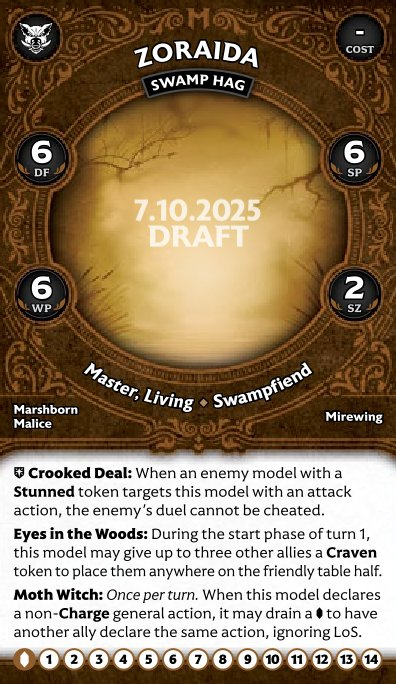 ZORAIDA
SWAMP HAG
-
COST
6
DF
6
SP
7.10.2025
DRAFT
6
WP
2
SZ
Master, Living ◆ Swampfiend
Marshborn
Malice
Mirewing
Crooked Deal: When an enemy model with a
Stunned token targets this model with an attack
action, the enemy's duel cannot be cheated.
Eyes in the Woods: During the start phase of turn 1,
this model may give up to three other allies a Craven
token to place them anywhere on the friendly table half.
Moth Witch: Once per turn. When this model declares
a non-Charge general action, it may drain a to have
another ally declare the same action, ignoring LoS.
1 2 3 4 5 6 7 8 9 10 11 12 13 14